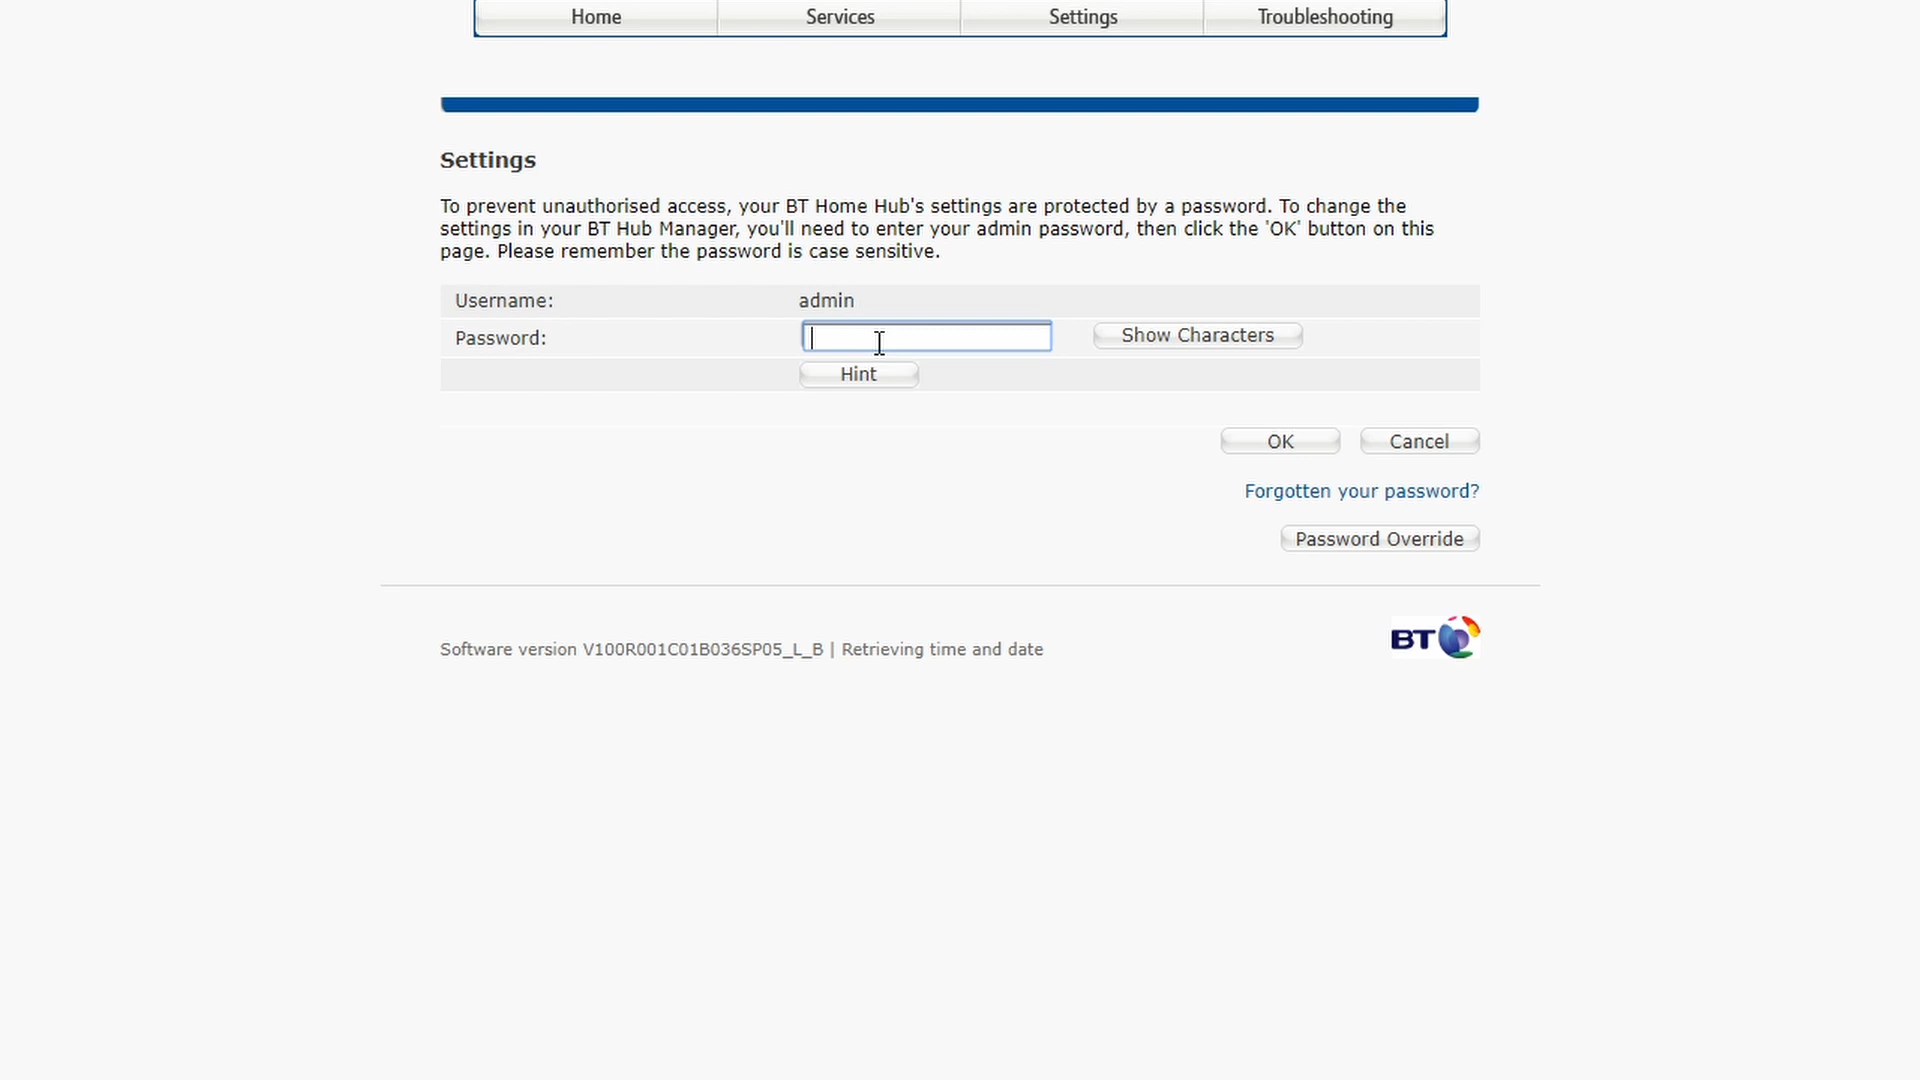 Home Services Settings Troubleshooting
Settings
To prevent unauthorised access, your BT Home Hub's settings are protected by a password. To change the
settings in your BT Hub Manager, you'll need to enter your admin password, then click the 'OK' button on this
page. Please remember the password is case sensitive.
Username: admin
Password: Show Characters
Hint
OK Cancel
Forgotten your password?
Password Override
Software version V100R001C01B036SP05_L_B | Retrieving time and date
BT